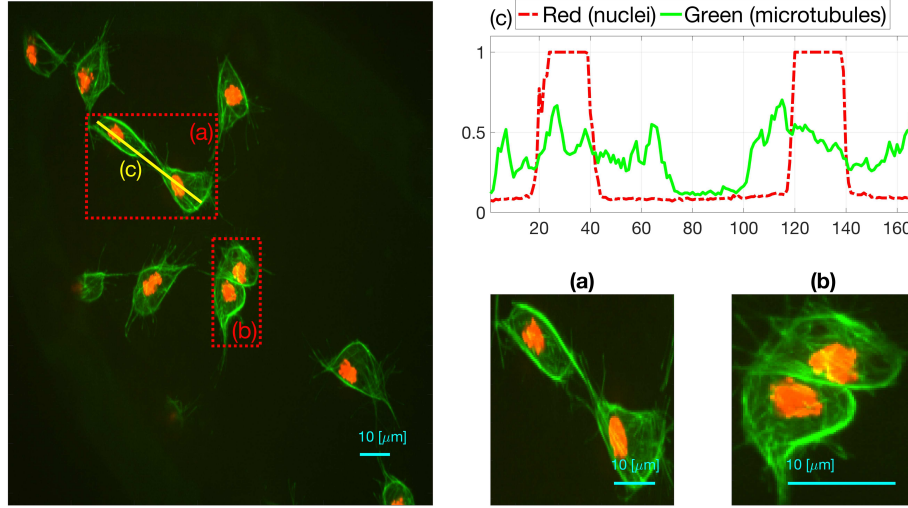 (c) Red (nuclei) Green (microtubules)
1
0.5
0
20 40 60 80 100 120 140 160
(a)
(c)
(b)
10 [μm]
(a) (b)
10 [μm]
10 [μm]